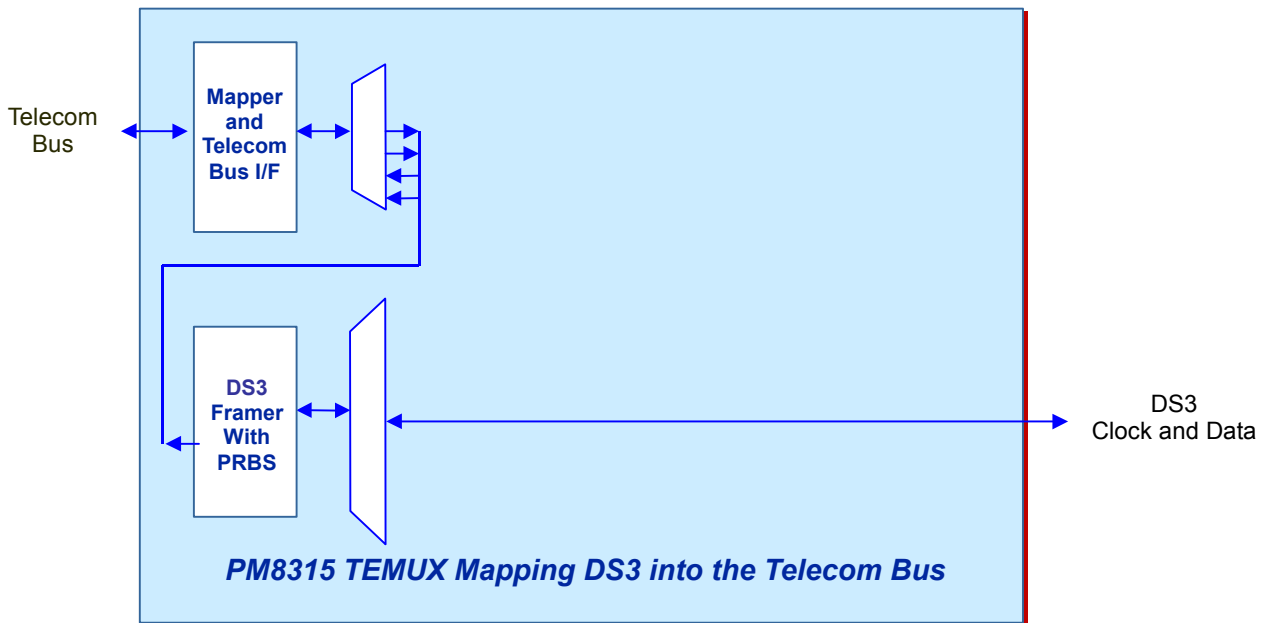 Telecom
Bus
Mapper
and
Telecom
Bus I/F
DS3
Framer
With
PRBS
DS3
Clock and Data
PM8315 TEMUX Mapping DS3 into the Telecom Bus